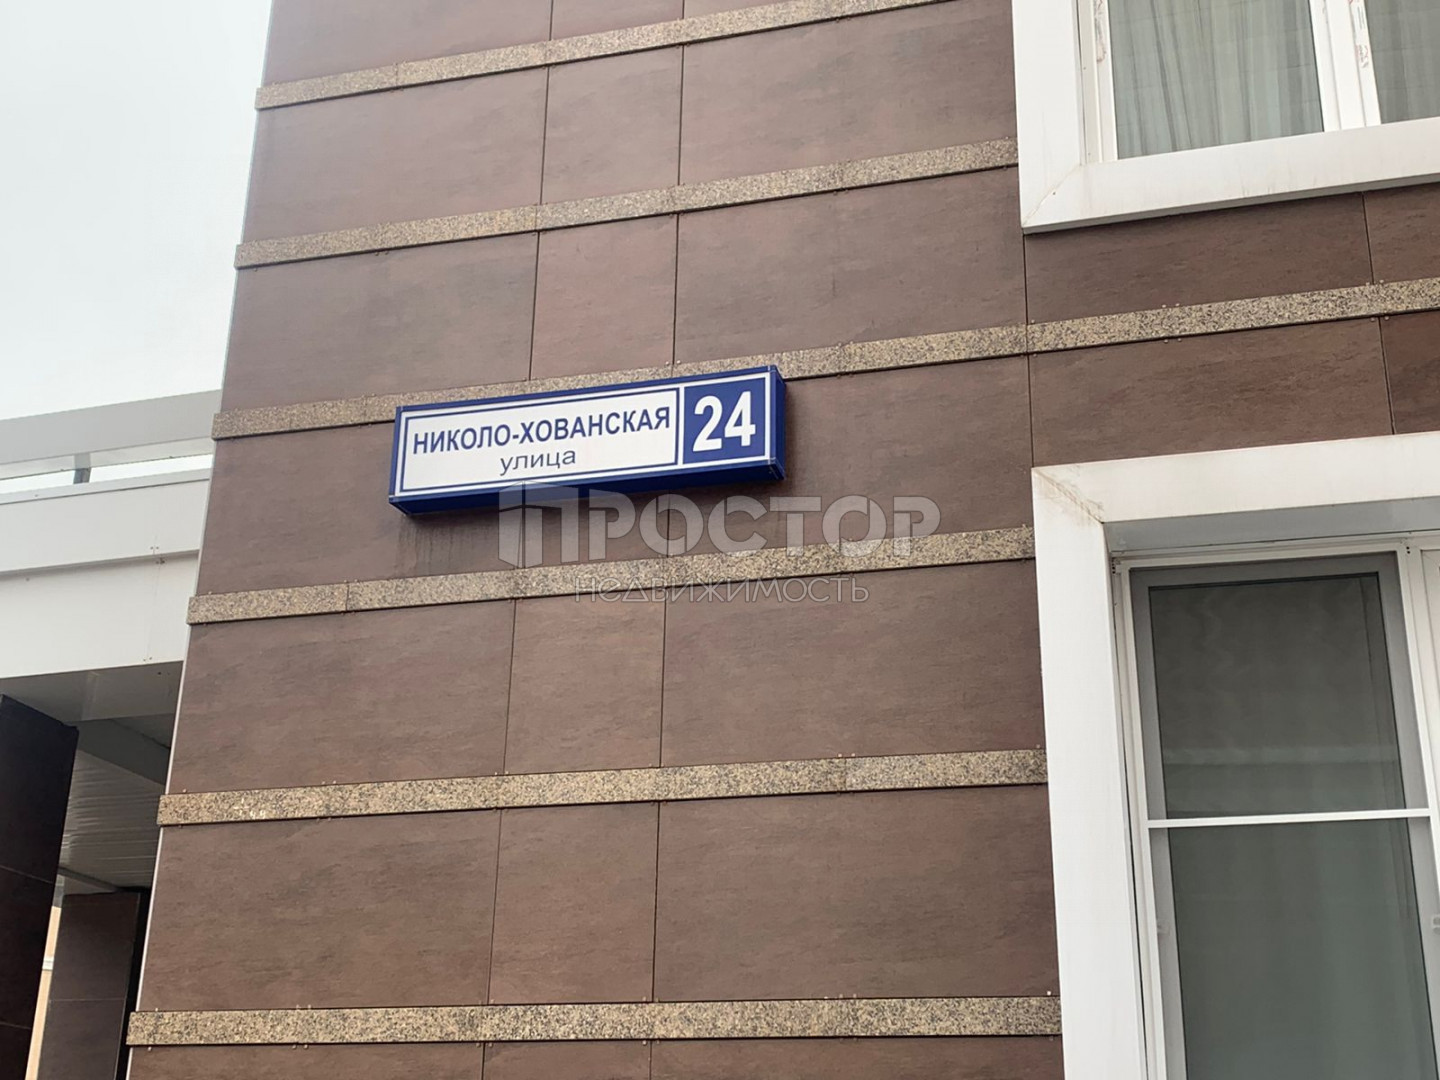 НИКОЛО-ХОВАНСКАЯ 24
улица
ПРОСТОР
недвижимость